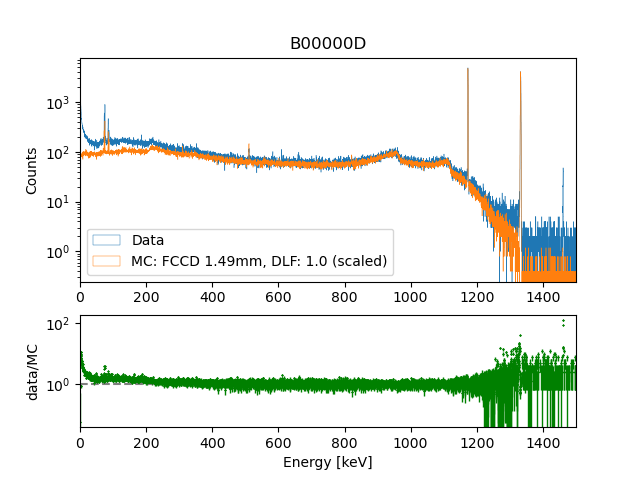 B00000D
Counts
10³
10²
10¹
10⁰
Data
MC: FCCD 1.49mm, DLF: 1.0 (scaled)
0 200 400 600 800 1000 1200 1400
data/MC
10²
10⁰
0 200 400 600 800 1000 1200 1400
Energy [keV]